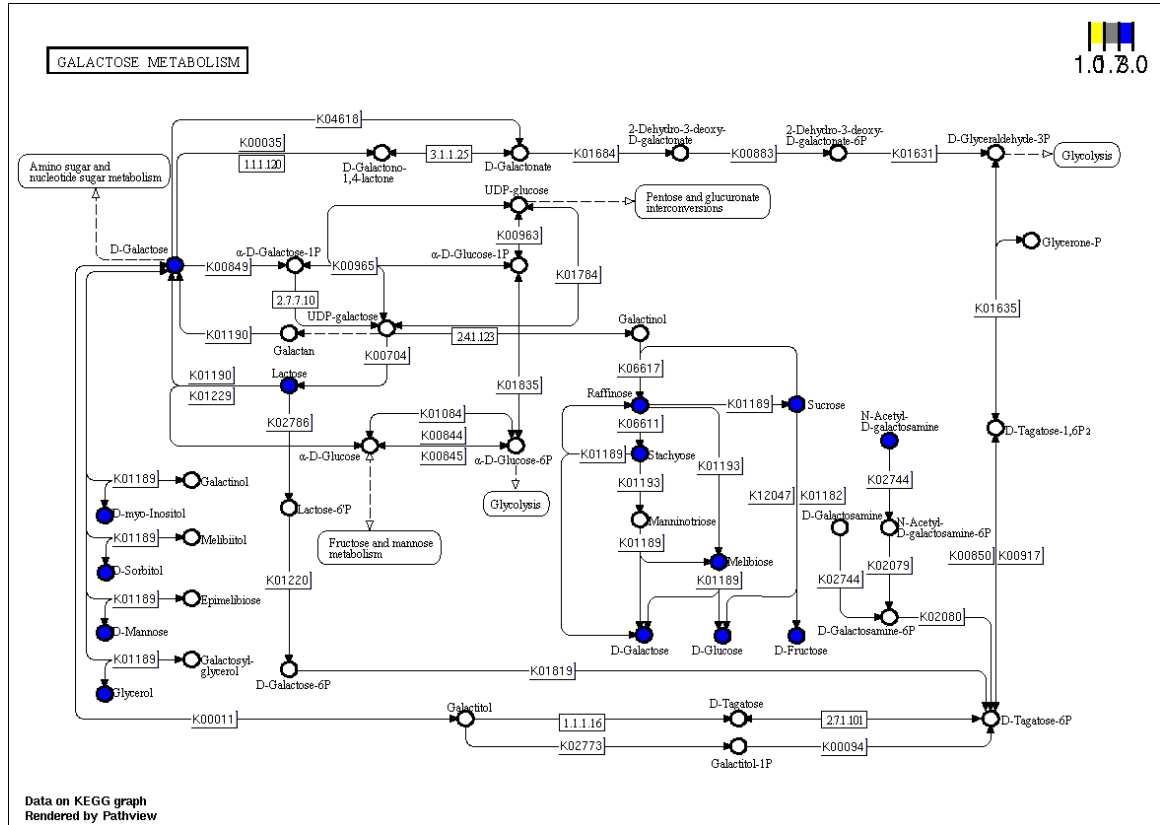 GALACTOSE METABOLISM
K04618
K00035
1.1.1.120
D-Galactono-
1,4-lactone
3.1.1.25
D-Galactonate
K01684
2-Dehydro-3-deoxy-
D-galactonate
K00883
2-Dehydro-3-deoxy-
D-galactonate-6P
K01631
D-Glyceraldehyde-3P
Glycolysis
Amino sugar and
nucleotide sugar metabolism
UDP-glucose
Pentose and glucuronate
interconversions
K00963
Glycerone-P
D-Galactose
K00849
α-D-Galactose-1P
K00965
α-D-Glucose-1P
K01784
2.7.7.10
UDP-galactose
K01635
K01190
Galactan
2.4.1.123
Galactinol
K00704
K01190
K01229
Lactose
K01835
K06617
K02786
Raffinose
K01189
Sucrose
K01084
K00844
K00845
α-D-Glucose
α-D-Glucose-6P
K06611
K01189
Stachyose
K01193
K01193
N-Acetyl-
D-galactosamine
D-Tagatose-1,6P2
K01189
Galactinol
D-myo-Inositol
Lactose-6'P
Glycolysis
Fructose and mannose
metabolism
Manninotriose
K01189
K12047
K01182
K02744
D-Galactosamine
N-Acetyl-
D-galactosamine-6P
K01189
Melibiitol
D-Sorbitol
Melibiose
K01189
K00850
K00917
K02079
K02744
K01220
K01189
Epimelibiose
D-Mannose
D-Galactosamine-6P
K02080
D-Galactose
D-Glucose
D-Fructose
K01189
Galactosyl-
glycerol
Glycerol
D-Galactose-6P
K01819
K00011
Galactitol
1.1.1.16
D-Tagatose
2.7.1.101
D-Tagatose-6P
K02773
Galactitol-1P
K00094
Data on KEGG graph
Rendered by Pathview